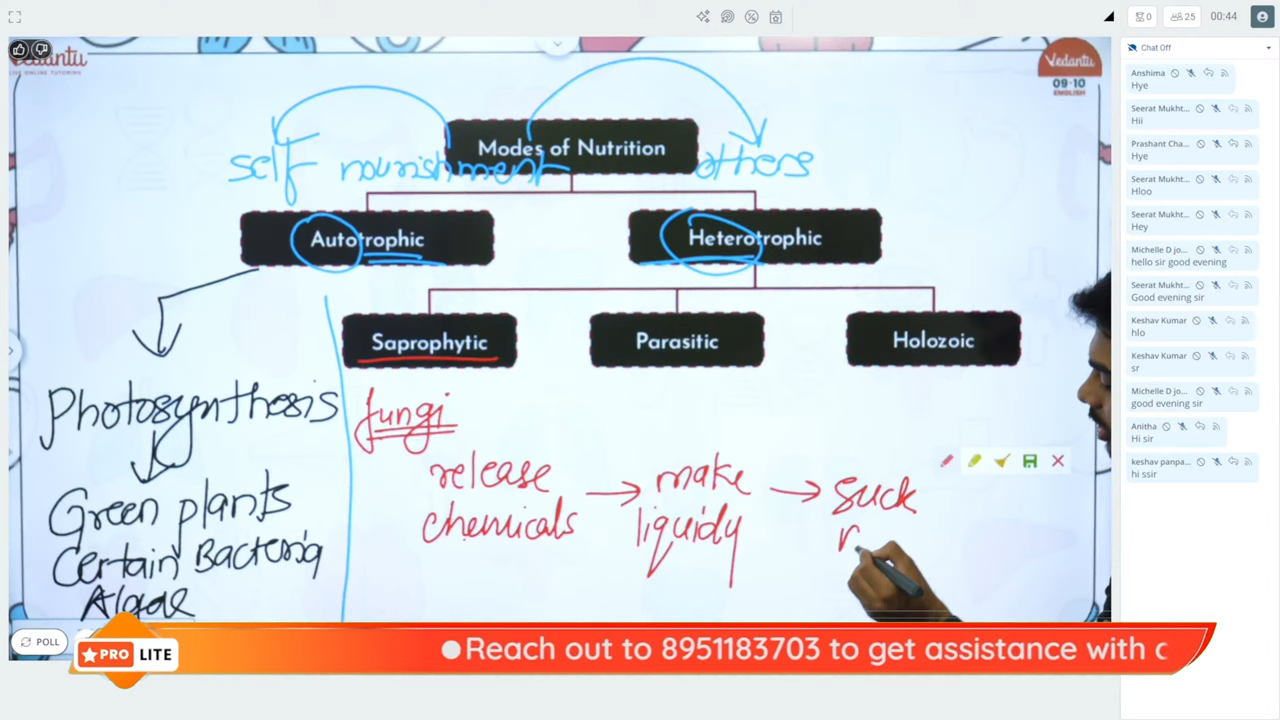 0
25
00:44
Chat Off
Vedantu
LIVE ONLINE TUTORING
Vedantu
09-10
ENGLISH
Modes of Nutrition
self nourishment
others
Autotrophic
Heterotrophic
Saprophytic
Parasitic
Holozoic
Photosynthesis
Green plants
Certain Bacteria
Algae
fungi
release
chemicals
make
liquidy
suck
r
Anshima
Hye
Seerat Mukht...
Hii
Prashant Cha...
Hye
Seerat Mukht...
Hloo
Seerat Mukht...
Hey
Michelle D jo...
hello sir good evening
Seerat Mukht...
Good evening sir
Keshav Kumar
hlo
Keshav Kumar
sr
Michelle D jo...
good evening sir
Anitha
Hi sir
keshav panpa...
hi ssir
POLL
PRO LITE
Reach out to 8951183703 to get assistance with